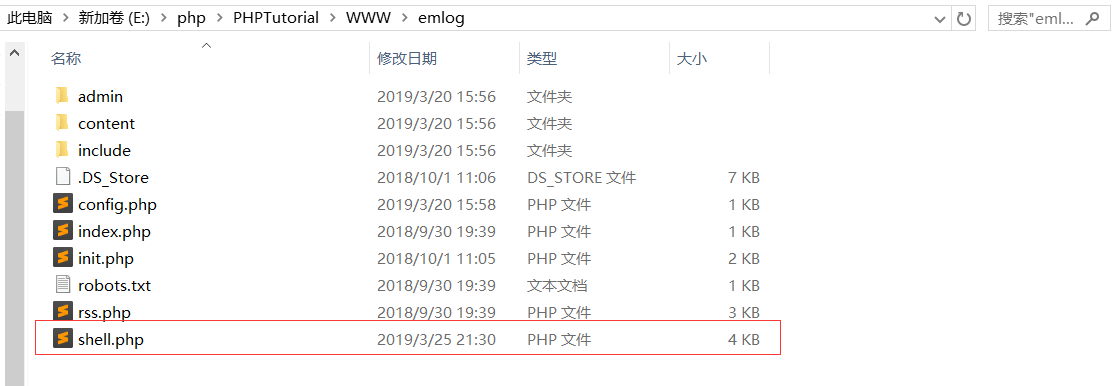 此电脑 > 新加卷 (E:) > php > PHPTutorial > WWW > emlog 搜索"eml...
名称 修改日期 类型 大小
admin 2019/3/20 15:56 文件夹
content 2019/3/20 15:56 文件夹
include 2019/3/20 15:56 文件夹
.DS_Store 2018/10/1 11:06 DS_STORE 文件 7 KB
config.php 2019/3/20 15:58 PHP 文件 1 KB
index.php 2018/9/30 19:39 PHP 文件 1 KB
init.php 2018/10/1 11:05 PHP 文件 2 KB
robots.txt 2018/9/30 19:39 文本文档 1 KB
rss.php 2018/9/30 19:39 PHP 文件 3 KB
shell.php 2019/3/25 21:30 PHP 文件 4 KB